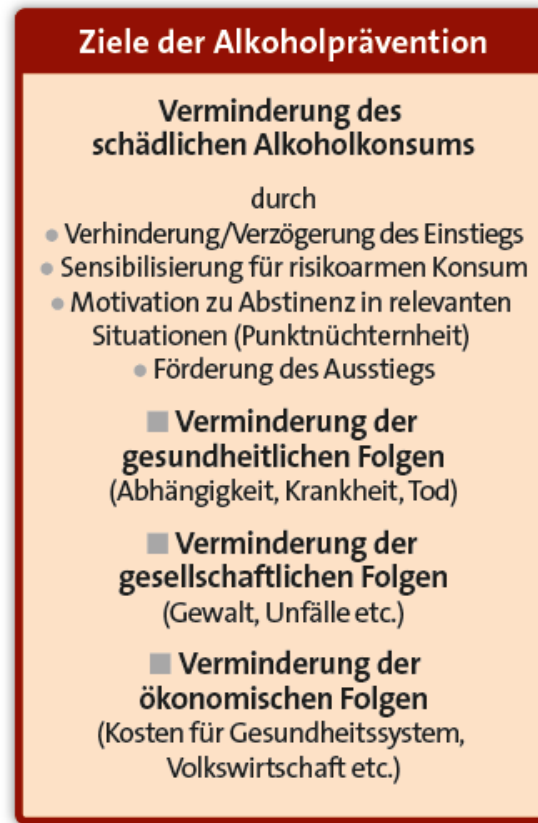 Ziele der Alkoholprävention
Verminderung des
schädlichen Alkoholkonsums
durch
● Verhinderung/Verzögerung des Einstiegs
● Sensibilisierung für risikoarmen Konsum
● Motivation zu Abstinenz in relevanten
Situationen (Punktnüchternheit)
● Förderung des Ausstiegs
■ Verminderung der
gesundheitlichen Folgen
(Abhängigkeit, Krankheit, Tod)
■ Verminderung der
gesellschaftlichen Folgen
(Gewalt, Unfälle etc.)
■ Verminderung der
ökonomischen Folgen
(Kosten für Gesundheitssystem,
Volkswirtschaft etc.)